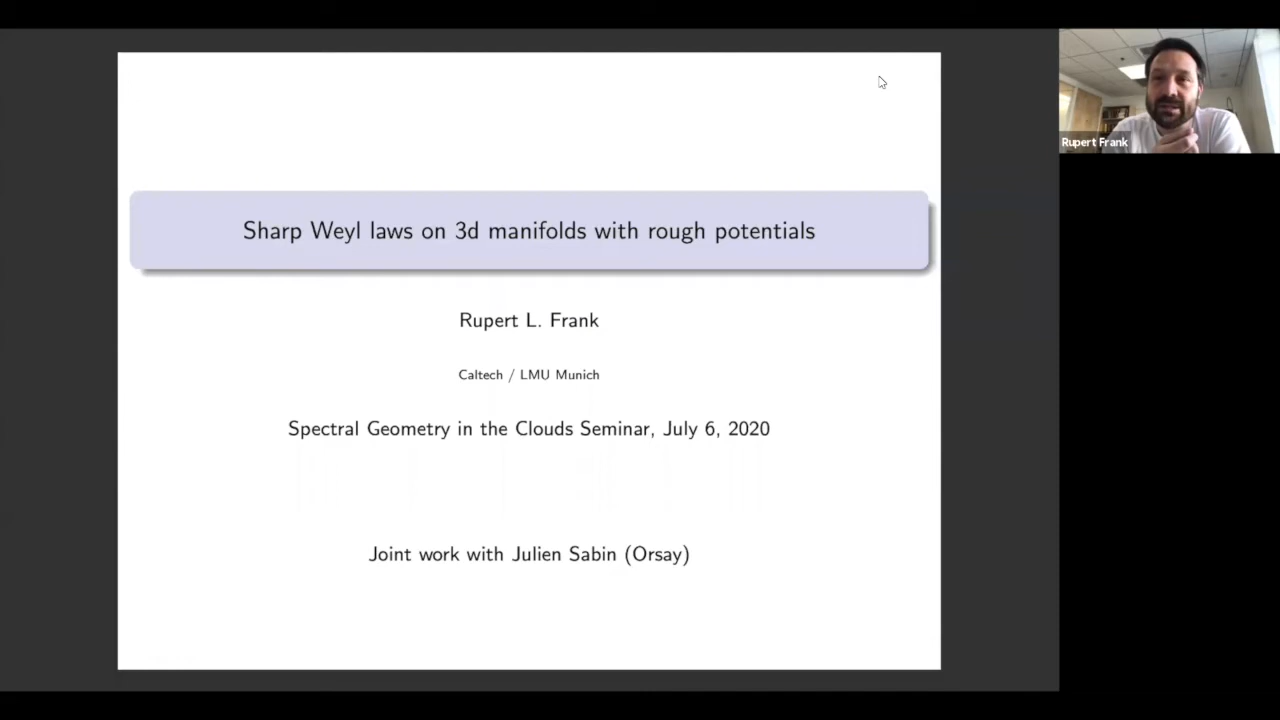 Sharp Weyl laws on 3d manifolds with rough potentials
Rupert L. Frank
Caltech / LMU Munich
Spectral Geometry in the Clouds Seminar, July 6, 2020
Joint work with Julien Sabin (Orsay)
Rupert Frank